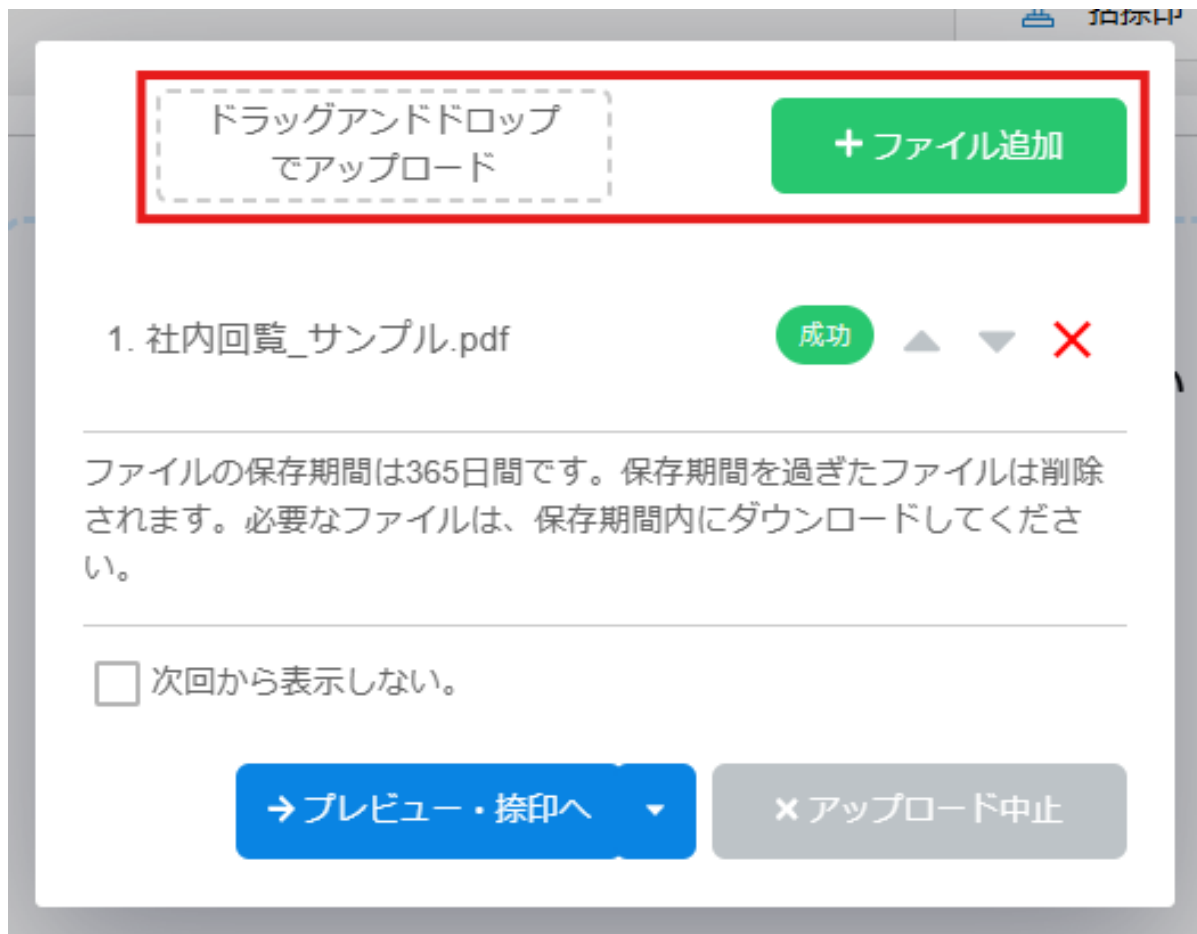 ドラッグアンドドロップ
でアップロード
+ ファイル追加
1. 社内回覧_サンプル.pdf
成功
ファイルの保存期間は365日間です。保存期間を過ぎたファイルは削除
されます。必要なファイルは、保存期間内にダウンロードしてくださ
い。
次回から表示しない。
→プレビュー・捺印へ
×アップロード中止